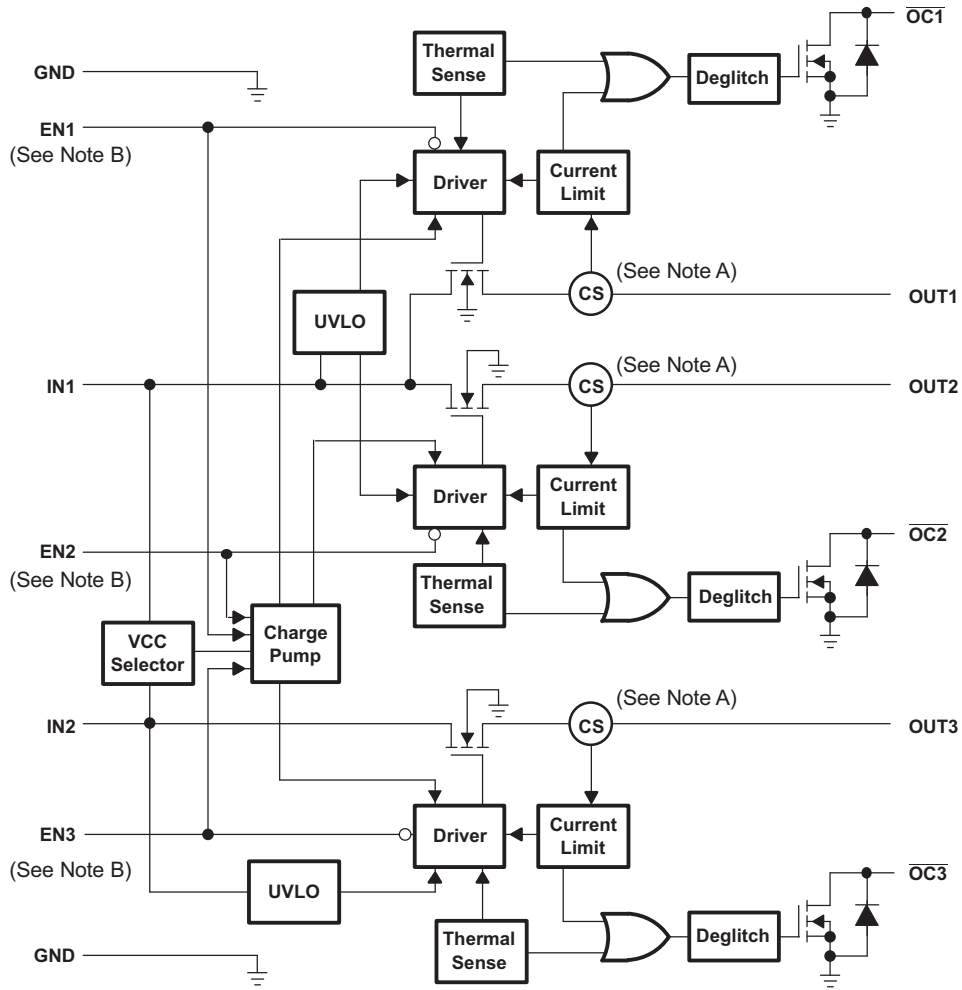 OC1
Thermal
Sense
GND
Deglitch
EN1
(See Note B)
Driver
Current
Limit
(See Note A)
CS
OUT1
UVLO
(See Note A)
IN1
CS
OUT2
Driver
Current
Limit
OC2
EN2
(See Note B)
Thermal
Sense
Deglitch
VCC
Selector
Charge
Pump
(See Note A)
IN2
CS
OUT3
EN3
(See Note B)
Driver
Current
Limit
UVLO
OC3
Thermal
Sense
Deglitch
GND